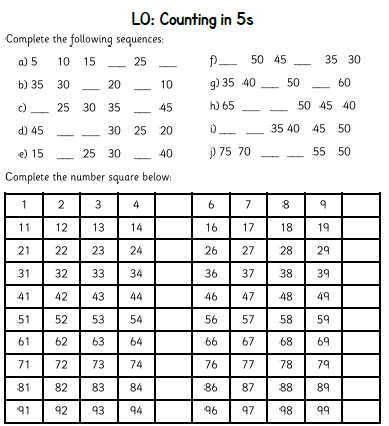 LO: Counting in 5s
Complete the following sequences:
a) 5 10 15 ___ 25 ___
b) 35 30 ___ 20 ___ 10
c) ___ 25 30 35 ___ 45
d) 45 ___ ___ 30 25 20
e) 15 ___ 25 30 ___ 40
f) ___ 50 45 ___ 35 30
g) 35 40 ___ 50 ___ 60
h) 65 ___ ___ 50 45 40
i) ___ ___ 35 40 45 50
j) 75 70 ___ ___ 55 50
Complete the number square below:
1 2 3 4 6 7 8 9
11 12 13 14 16 17 18 19
21 22 23 24 26 27 28 29
31 32 33 34 36 37 38 39
41 42 43 44 46 47 48 49
51 52 53 54 56 57 58 59
61 62 63 64 66 67 68 69
71 72 73 74 76 77 78 79
81 82 83 84 86 87 88 89
91 92 93 94 96 97 98 99